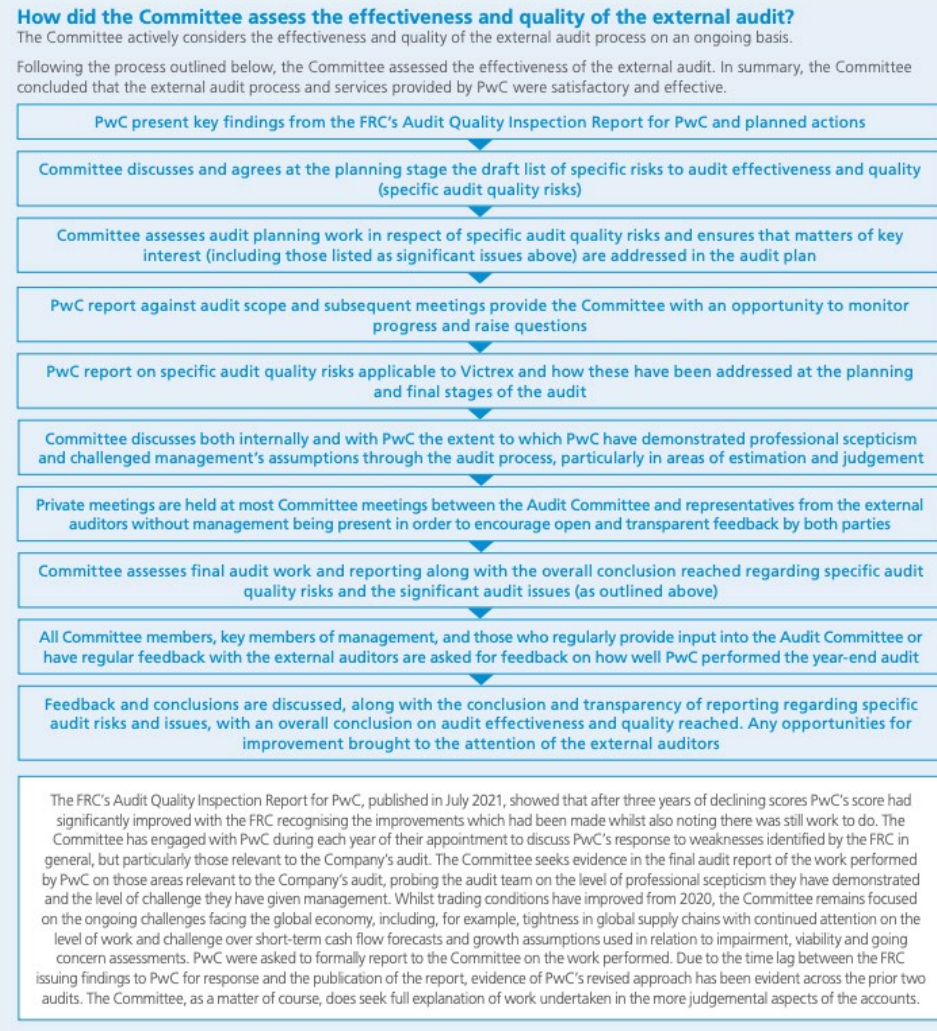 How did the Committee assess the effectiveness and quality of the external audit?
The Committee actively considers the effectiveness and quality of the external audit process on an ongoing basis.
Following the process outlined below, the Committee assessed the effectiveness of the external audit. In summary, the Committee
concluded that the external audit process and services provided by PwC were satisfactory and effective.
PwC present key findings from the FRC's Audit Quality Inspection Report for PwC and planned actions
Committee discusses and agrees at the planning stage the draft list of specific risks to audit effectiveness and quality
(specific audit quality risks)
Committee assesses audit planning work in respect of specific audit quality risks and ensures that matters of key
interest (including those listed as significant issues above) are addressed in the audit plan
PwC report against audit scope and subsequent meetings provide the Committee with an opportunity to monitor
progress and raise questions
PwC report on specific audit quality risks applicable to Victrex and how these have been addressed at the planning
and final stages of the audit
Committee discusses both internally and with PwC the extent to which PwC have demonstrated professional scepticism
and challenged management's assumptions through the audit process, particularly in areas of estimation and judgement
Private meetings are held at most Committee meetings between the Audit Committee and representatives from the external
auditors without management being present in order to encourage open and transparent feedback by both parties
Committee assesses final audit work and reporting along with the overall conclusion reached regarding specific audit
quality risks and the significant audit issues (as outlined above)
All Committee members, key members of management, and those who regularly provide input into the Audit Committee or
have regular feedback with the external auditors are asked for feedback on how well PwC performed the year-end audit
Feedback and conclusions are discussed, along with the conclusion and transparency of reporting regarding specific
audit risks and issues, with an overall conclusion on audit effectiveness and quality reached. Any opportunities for
improvement brought to the attention of the external auditors
The FRC's Audit Quality Inspection Report for PwC, published in July 2021, showed that after three years of declining scores PwC's score had
significantly improved with the FRC recognising the improvements which had been made whilst also noting there was still work to do. The
Committee has engaged with PwC during each year of their appointment to discuss PwC's response to weaknesses identified by the FRC in
general, but particularly those relevant to the Company's audit. The Committee seeks evidence in the final audit report of the work performed
by PwC on those areas relevant to the Company's audit, probing the audit team on the level of professional scepticism they have demonstrated
and the level of challenge they have given management. Whilst trading conditions have improved from 2020, the Committee remains focused
on the ongoing challenges facing the global economy, including, for example, tightness in global supply chains with continued attention on the
level of work and challenge over short-term cash flow forecasts and growth assumptions used in relation to impairment, viability and going
concern assessments. PwC were asked to formally report to the Committee on the work performed. Due to the time lag between the FRC
issuing findings to PwC for response and the publication of the report, evidence of PwC's revised approach has been evident across the prior two
audits. The Committee, as a matter of course, does seek full explanation of work undertaken in the more judgemental aspects of the accounts.